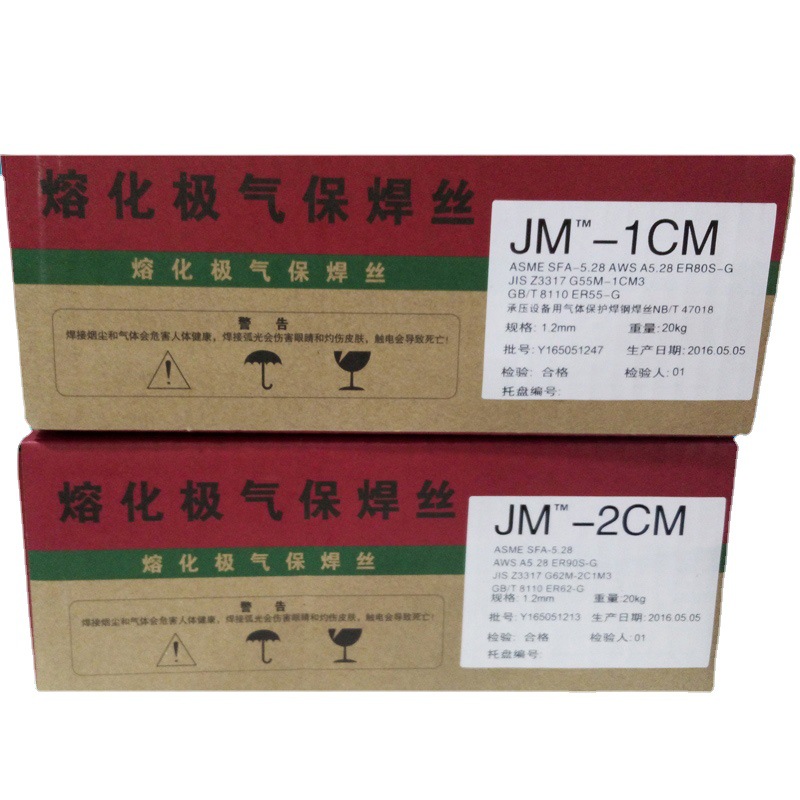 熔化极气保焊丝
熔化极气保焊丝
警 告
焊接烟尘和气体会危害人体健康，焊接弧光会伤害眼睛和灼伤皮肤，触电会导致死亡!
JM™-1CM
ASME SFA-5.28 AWS A5.28 ER80S-G
JIS Z3317 G55M-1CM3
GB/T 8110 ER55-G
承压设备用气体保护焊钢焊丝NB/T 47018
规格: 1.2mm 重量: 20kg
批号: Y165051247 生产日期: 2016.05.05
检验: 合格 检验人: 01
托盘编号:
熔化极气保焊丝
熔化极气保焊丝
警 告
焊接烟尘和气体会危害人体健康，焊接弧光会伤害眼睛和灼伤皮肤，触电会导致死亡!
JM™-2CM
ASME SFA-5.28
AWS A5.28 ER90S-G
JIS Z3317 G62M-2C1M3
GB/T 8110 ER62-G
规格: 1.2mm 重量: 20kg
批号: Y165051213 生产日期: 2016.05.05
检验: 合格 检验人: 01
托盘编号: